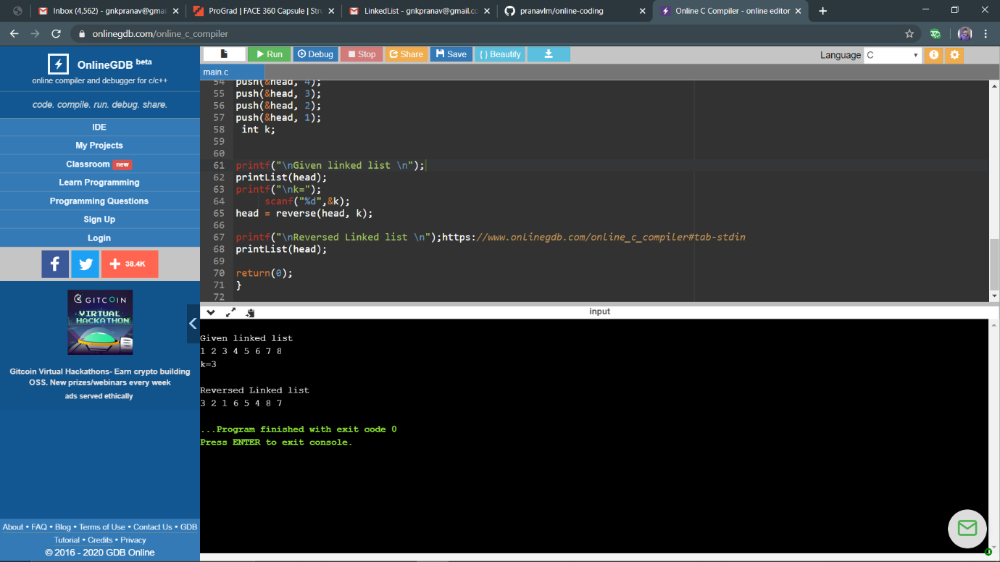 Inbox (4,562) - gnkpranav@gmai
ProGrad | FACE 360 Capsule | Stru
LinkedList - gnkpranav@gmail.co
pranavlm/online-coding
Online C Compiler - online editor
onlinegdb.com/online_c_compiler
OnlineGDB beta
online compiler and debugger for c/c++
code. compile. run. debug. share.
IDE
My Projects
Classroom new
Learn Programming
Programming Questions
Sign Up
Login
38.4K
GITCOIN
VIRTUAL
HACKATHON
Gitcoin Virtual Hackathons- Earn crypto building
OSS. New prizes/webinars every week
ads served ethically
About • FAQ • Blog • Terms of Use • Contact Us • GDB
Tutorial • Credits • Privacy
© 2016 - 2020 GDB Online
Run Debug Stop Share Save { } Beautify
Language C
main.c
54 push(&head, 4);
55 push(&head, 3);
56 push(&head, 2);
57 push(&head, 1);
58 int k;
59
60
61 printf("\nGiven linked list \n");
62 printList(head);
63 printf("\nk=");
64 scanf("%d",&k);
65 head = reverse(head, k);
66
67 printf("\nReversed Linked list \n");https://www.onlinegdb.com/online_c_compiler#tab-stdin
68 printList(head);
69
70 return(0);
71 }
72
input
Given linked list
1 2 3 4 5 6 7 8
k=3
Reversed Linked list
3 2 1 6 5 4 8 7
...Program finished with exit code 0
Press ENTER to exit console.